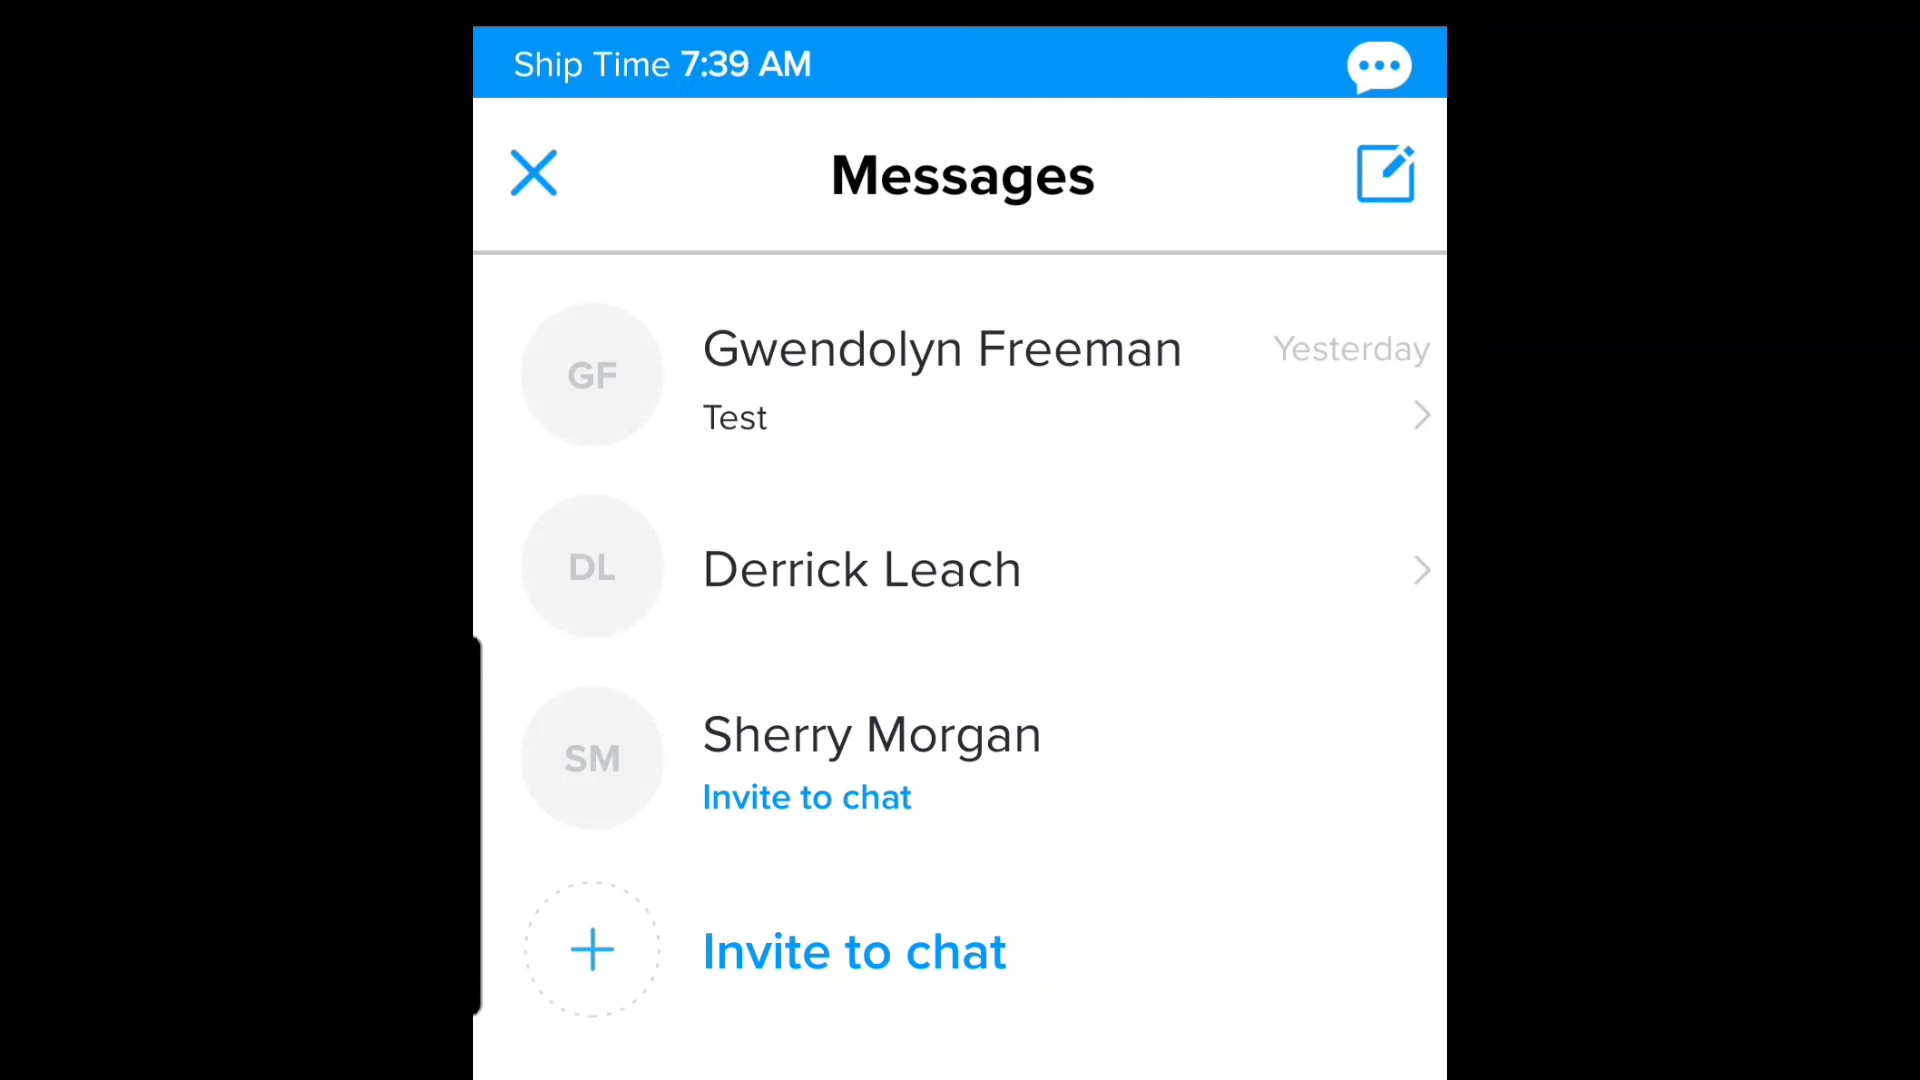 Ship Time 7:39 AM
Messages
GF
Gwendolyn Freeman
Yesterday
Test
DL
Derrick Leach
SM
Sherry Morgan
Invite to chat
Invite to chat